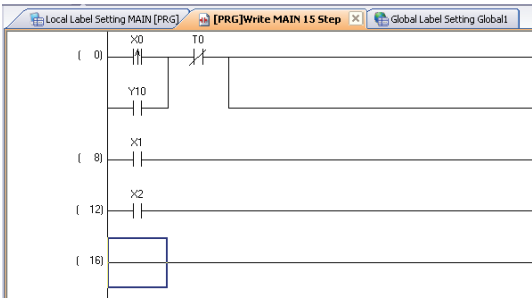 Local Label Setting MAIN [PRG] [PRG]Write MAIN 15 Step Global Label Setting Global1
X0 T0
( 0)
Y10
X1
( 8)
X2
( 12)
( 16)